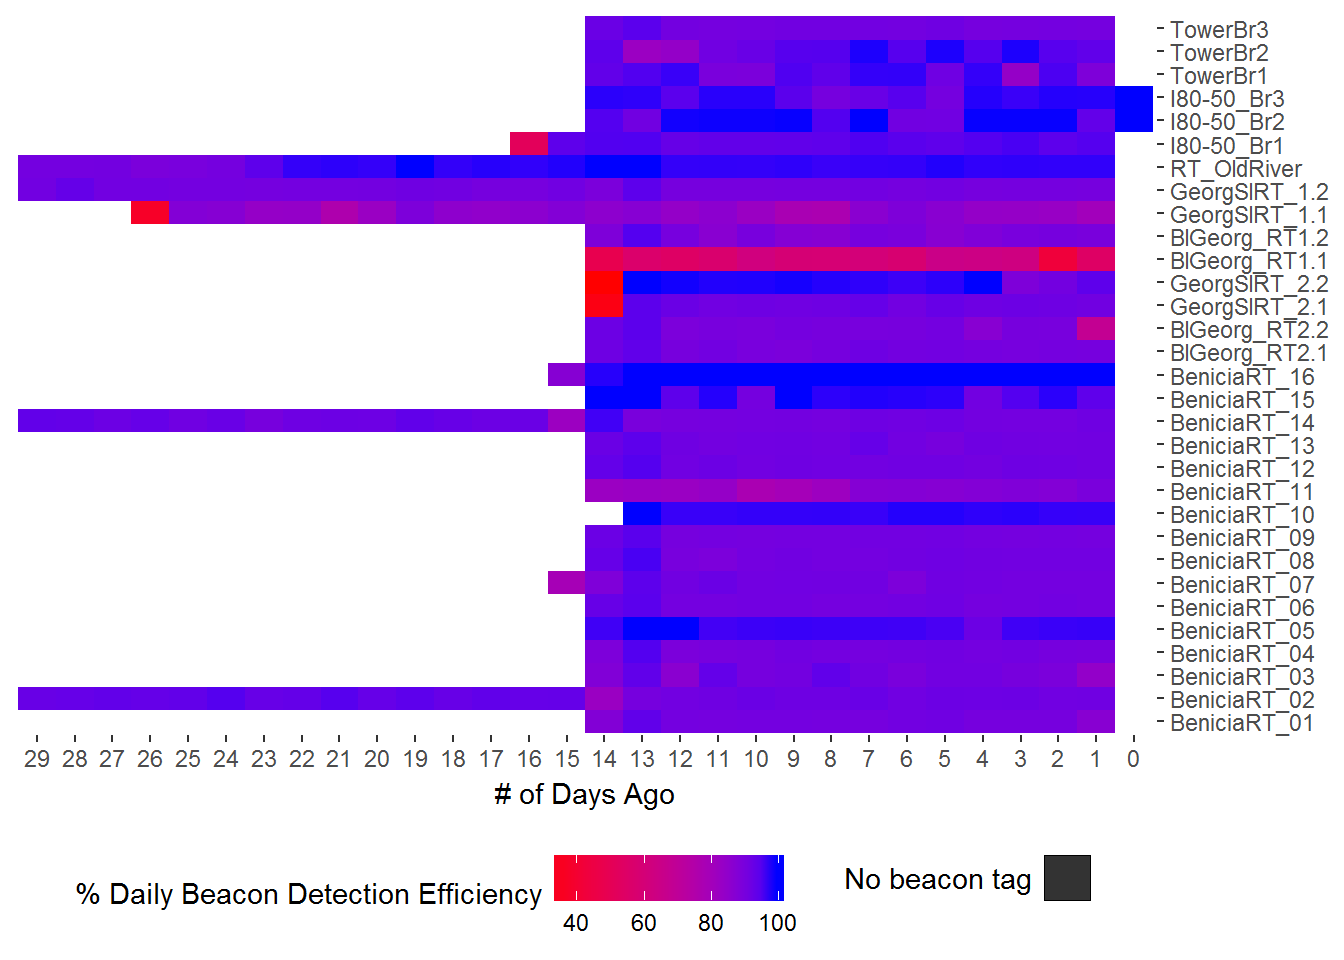 TowerBr3
TowerBr2
TowerBr1
I80-50_Br3
I80-50_Br2
I80-50_Br1
RT_OldRiver
GeorgSlRT_1.2
GeorgSlRT_1.1
BlGeorg_RT1.2
BlGeorg_RT1.1
GeorgSlRT_2.2
GeorgSlRT_2.1
BlGeorg_RT2.2
BlGeorg_RT2.1
BeniciaRT_16
BeniciaRT_15
BeniciaRT_14
BeniciaRT_13
BeniciaRT_12
BeniciaRT_11
BeniciaRT_10
BeniciaRT_09
BeniciaRT_08
BeniciaRT_07
BeniciaRT_06
BeniciaRT_05
BeniciaRT_04
BeniciaRT_03
BeniciaRT_02
BeniciaRT_01
29 28 27 26 25 24 23 22 21 20 19 18 17 16 15 14 13 12 11 10 9 8 7 6 5 4 3 2 1 0
# of Days Ago
% Daily Beacon Detection Efficiency
40 60 80 100
No beacon tag